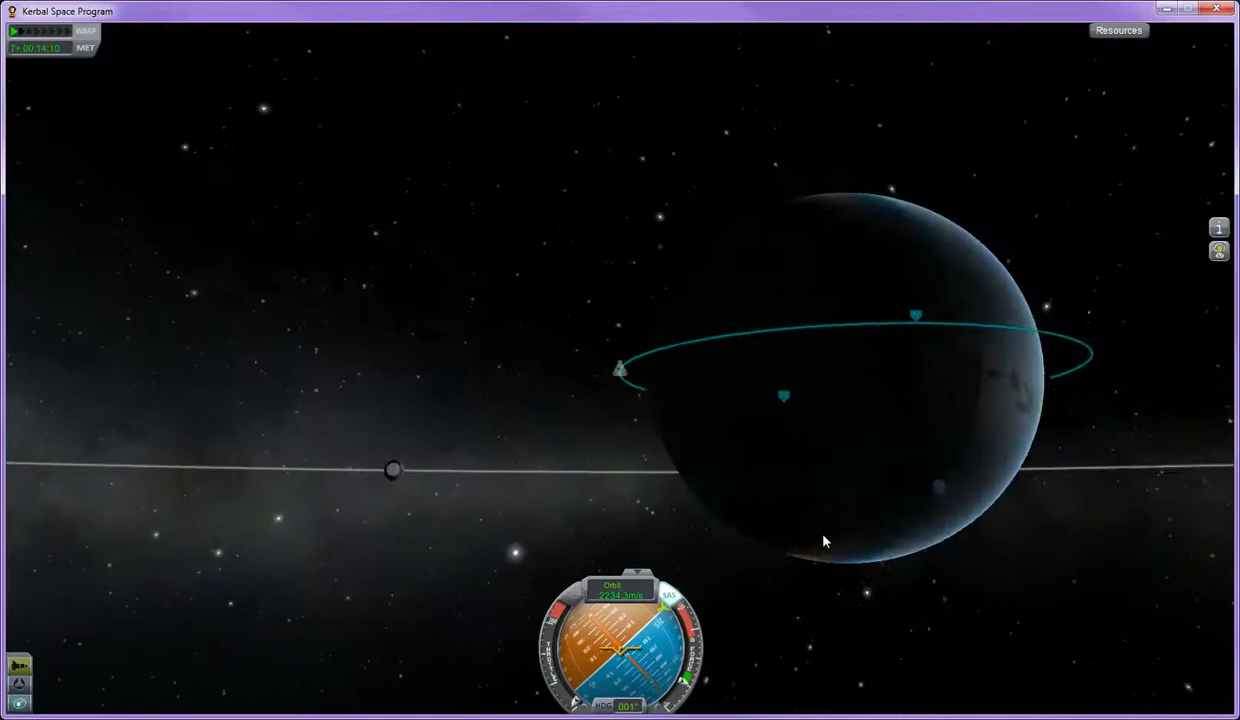 Kerbal Space Program
WARP
T+ 00:14:10 MET
Resources
Orbit
2234.3m/s
SAS
HDG 001°